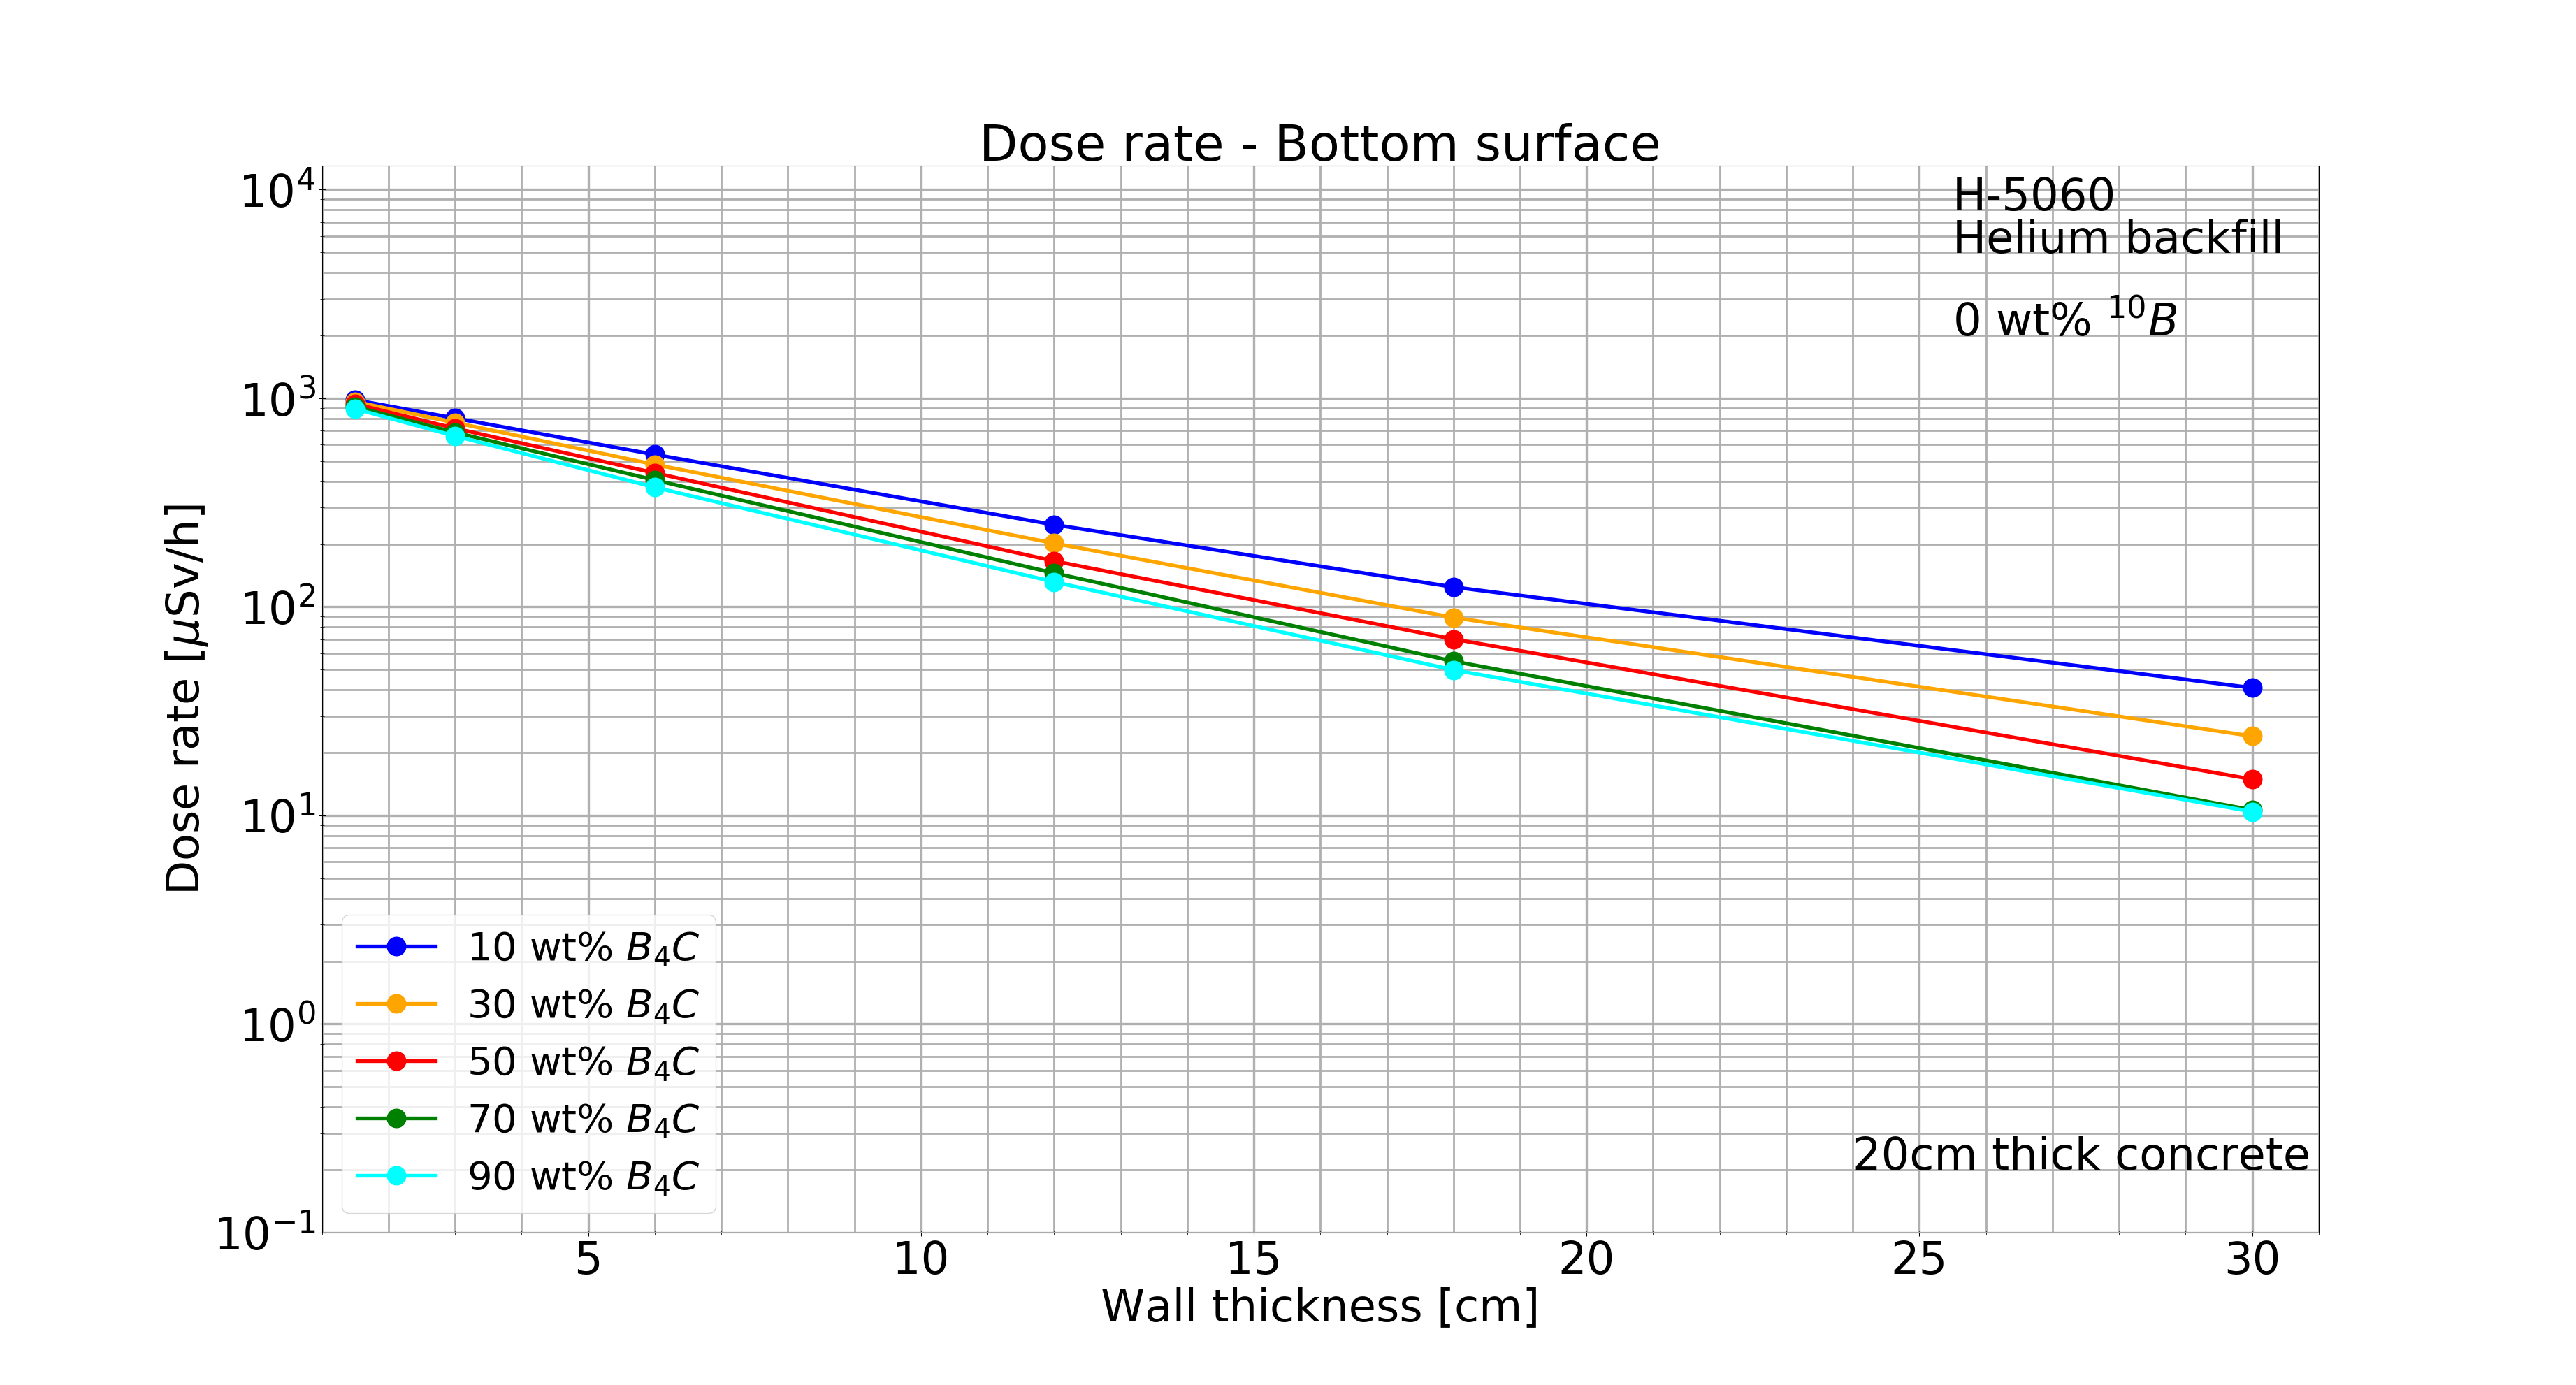 Dose rate - Bottom surface
10⁴
10³
10²
10¹
10⁰
10⁻¹
Dose rate [μSv/h]
H-5060
Helium backfill
0 wt% ¹⁰B
10 wt% B₄C
30 wt% B₄C
50 wt% B₄C
70 wt% B₄C
90 wt% B₄C
20cm thick concrete
5 10 15 20 25 30
Wall thickness [cm]